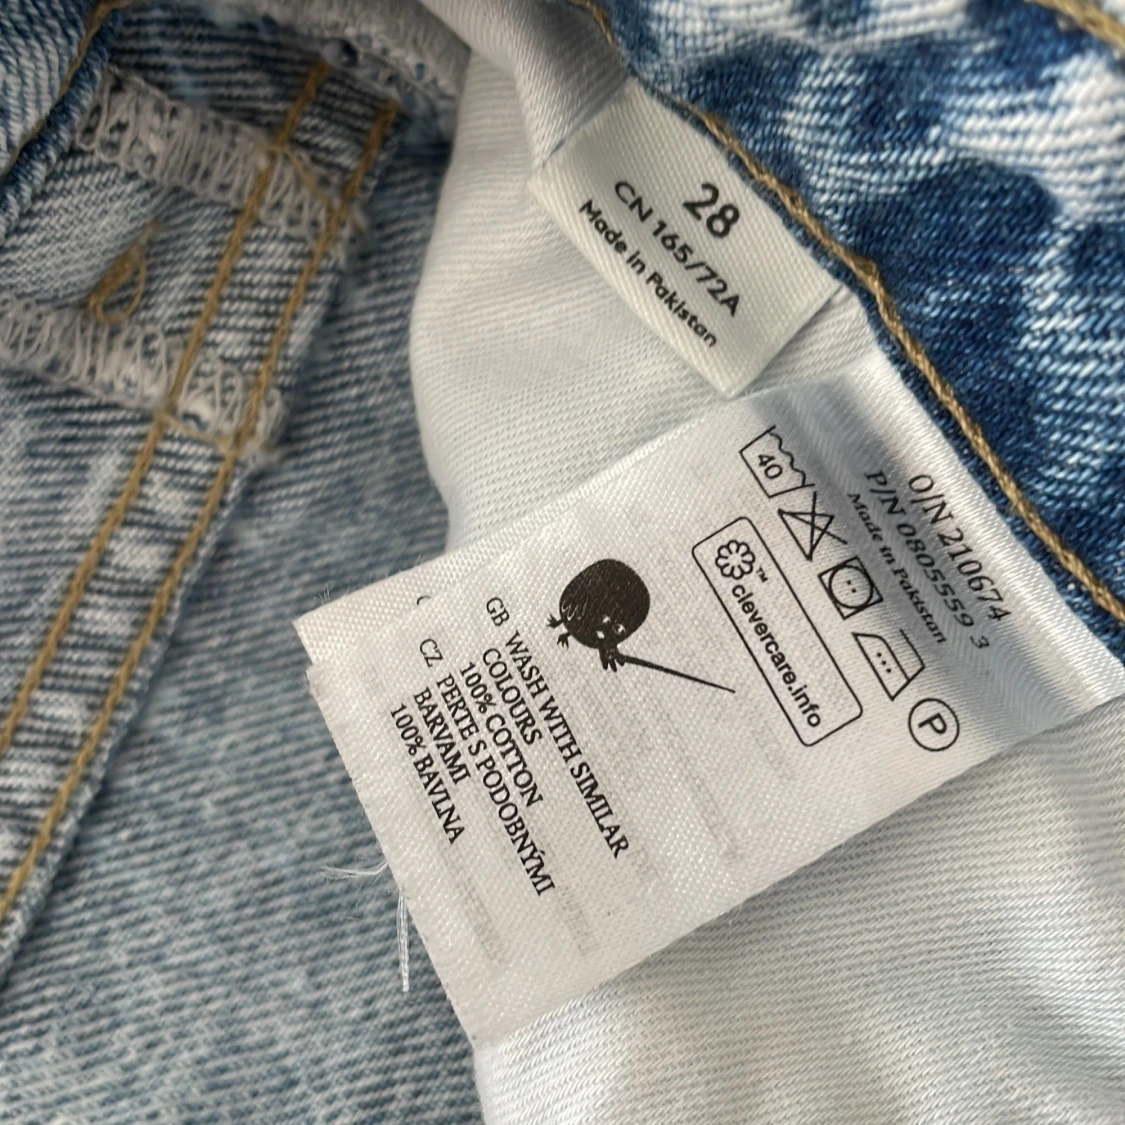 28
CN 165/72A
Made in Pakistan
O/N 210674
P/N 0805559 3
Made in Pakistan
40
P
™ clevercare.info
GB WASH WITH SIMILAR
COLOURS
100% COTTON
CZ PERTE S PODOBNÝMI
BARVAMI
100% BAVLNA